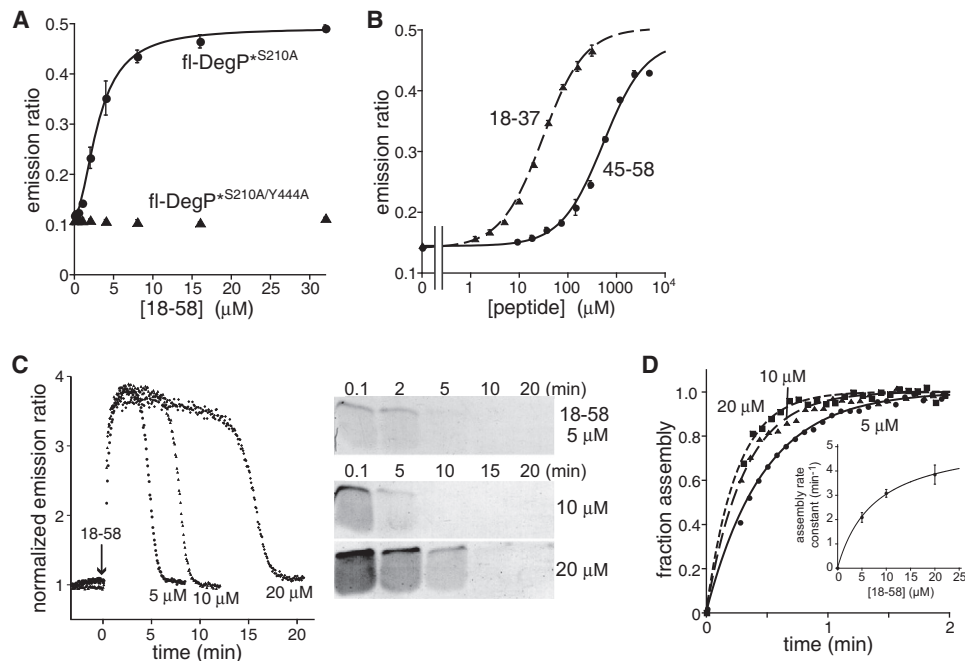 A
0.5
0.4
0.3
0.2
0.1
0
emission ratio
fl-DegP*S210A
fl-DegP*S210A/Y444A
0 5 10 15 20 25 30
[18-58] (μM)
B
0.5
0.4
0.3
0.2
0.1
emission ratio
18-37
45-58
0 1 10 100 1000 10⁴
[peptide] (μM)
C
4
3
2
1
normalized emission ratio
18-58
5 μM 10 μM 20 μM
0 5 10 15 20
time (min)
0.1 2 5 10 20 (min)
18-58
5 μM
0.1 5 10 15 20
10 μM
20 μM
D
1.0
0.8
0.6
0.4
0.2
0.0
fraction assembly
10 μM
20 μM
5 μM
assembly rate
constant (min⁻¹)
5
4
3
2
1
0
0 5 10 15 20 25
[18-58] (μM)
0 1 2
time (min)